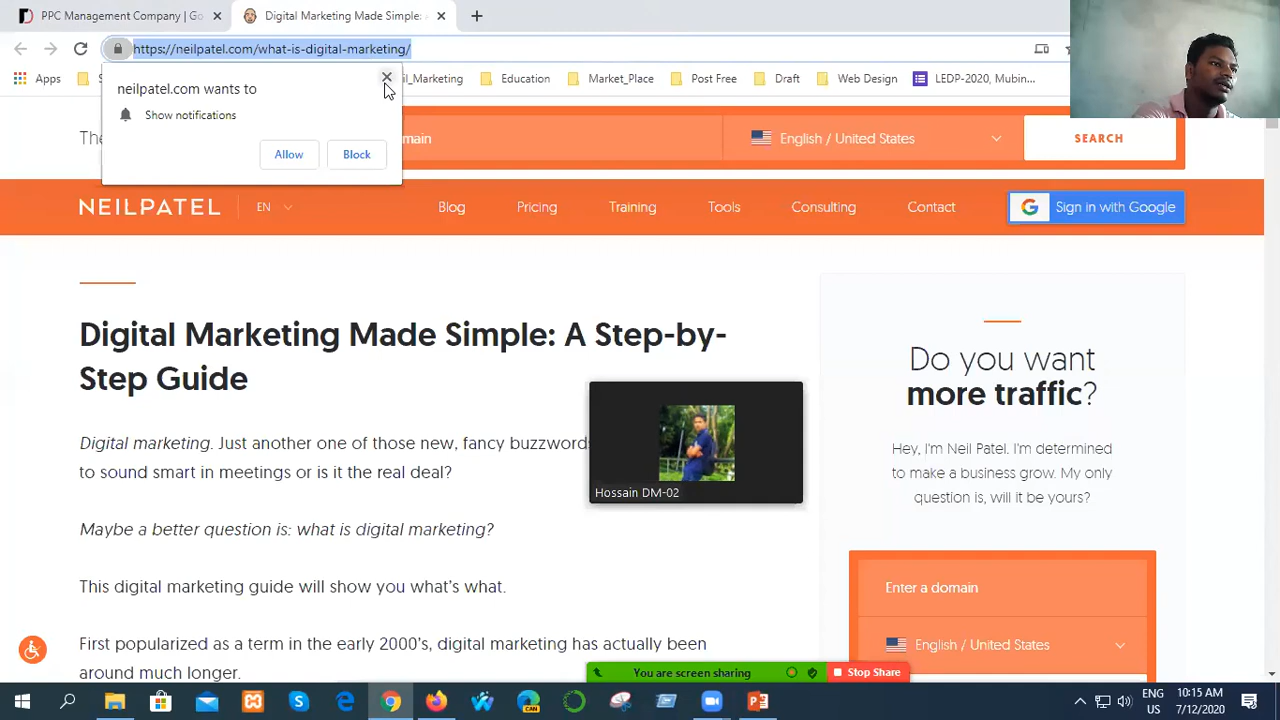 PPC Management Company | Go
Digital Marketing Made Simple:
https://neilpatel.com/what-is-digital-marketing/
Apps
il_Marketing
Education
Market_Place
Post Free
Draft
Web Design
LEDP-2020, Mubin...
neilpatel.com wants to
Show notifications
Allow
Block
The
main
English / United States
SEARCH
NEILPATEL
EN
Blog
Pricing
Training
Tools
Consulting
Contact
Sign in with Google
Digital Marketing Made Simple: A Step-by-
Step Guide
Digital marketing. Just another one of those new, fancy buzzwords
to sound smart in meetings or is it the real deal?
Maybe a better question is: what is digital marketing?
This digital marketing guide will show you what's what.
First popularized as a term in the early 2000's, digital marketing has actually been
around much longer.
Hossain DM-02
Do you want
more traffic?
Hey, I'm Neil Patel. I'm determined
to make a business grow. My only
question is, will it be yours?
Enter a domain
English / United States
You are screen sharing
Stop Share
CAN
ENG
US
10:15 AM
7/12/2020